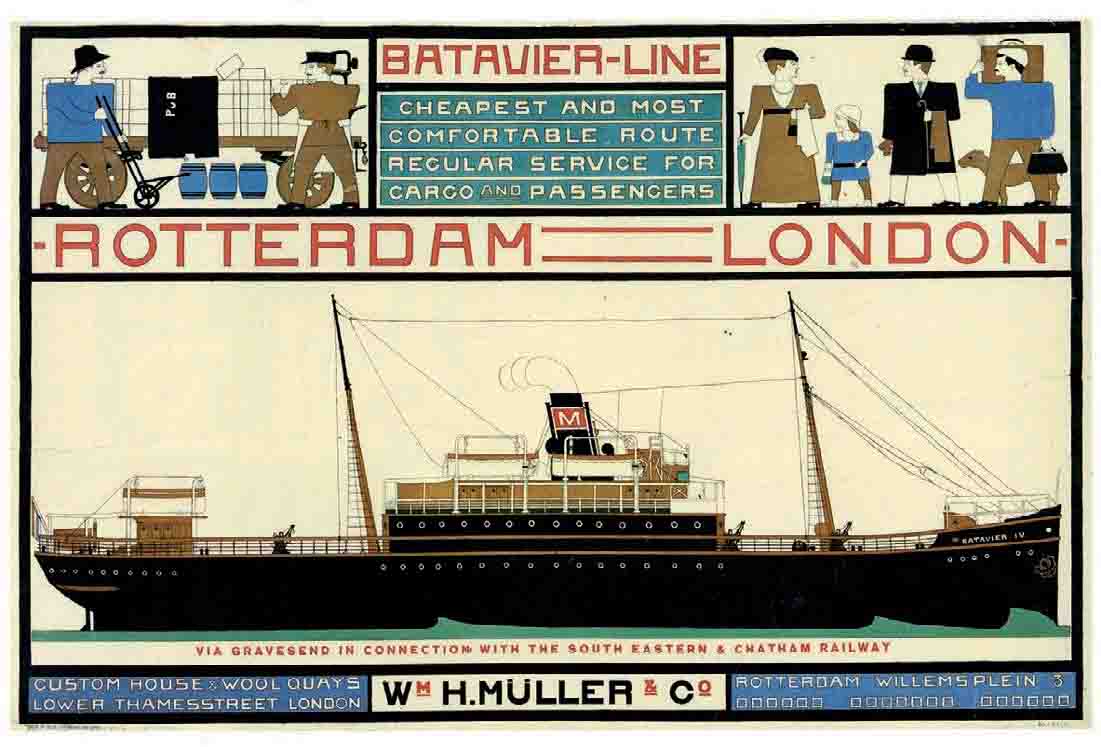 BATAVIER-LINE
CHEAPEST AND MOST
COMFORTABLE ROUTE
REGULAR SERVICE FOR
CARGO AND PASSENGERS
PJB
-ROTTERDAM LONDON-
M
BATAVIER IV
VIA GRAVESEND IN CONNECTION WITH THE SOUTH EASTERN & CHATHAM RAILWAY
CUSTOM HOUSE & WOOL QUAYS
LOWER THAMESSTREET LONDON
WM H. MÜLLER & CO
ROTTERDAM WILLEMSPLEIN 3